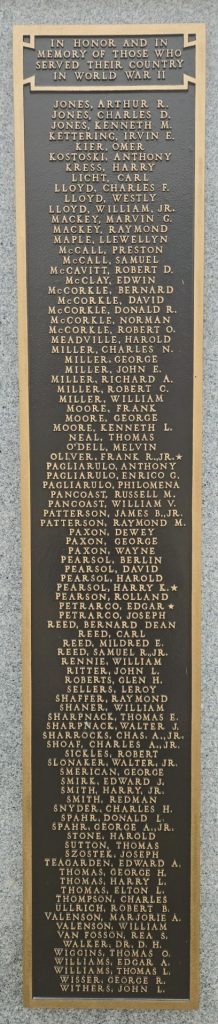 IN HONOR AND IN
MEMORY OF THOSE WHO
SERVED THEIR COUNTRY
IN WORLD WAR II
JONES, ARTHUR R.
JONES, CHARLES D.
JONES, KENNETH M.
KETTERING, IRVIN E.
KIER, OMER
KOSTOSKI, ANTHONY
KRESS, HARRY
LICHT, CARL
LLOYD, CHARLES F.
LLOYD, WESTLY
LLOYD, WILLIAM, JR.
MACKEY, MARVIN G.
MACKEY, RAYMOND
MAPLE, LLEWELLYN
McCALL, PRESTON
McCALL, SAMUEL
McCAVITT, ROBERT D.
McCLAY, EDWIN
McCORKLE, BERNARD
McCORKLE, DAVID
McCORKLE, DONALD R.
McCORKLE, NORMAN
McCORKLE, ROBERT O.
MEADVILLE, HAROLD
MILLER, CHARLES N.
MILLER, GEORGE
MILLER, JOHN E.
MILLER, RICHARD A.
MILLER, ROBERT C.
MILLER, WILLIAM
MOORE, FRANK
MOORE, GEORGE
MOORE, KENNETH L.
NEAL, THOMAS
O'DELL, MELVIN
OLIVER, FRANK R., JR. ★
PAGLIARULO, ANTHONY
PAGLIARULO, ENRICO G.
PAGLIARULO, PHILOMENA
PANCOAST, RUSSELL M.
PANCOAST, WILLIAM V.
PATTERSON, JAMES B., JR.
PATTERSON, RAYMOND M.
PAXON, DEWEY
PAXON, GEORGE
PAXON, WAYNE
PEARSOL, BERLIN
PEARSOL, DAVID
PEARSOL, HAROLD
PEARSOL, HARRY K. ★
PEARSON, ROLLAND
PETRARCO, EDGAR ★
PETRARCO, JOSEPH
REED, BERNARD DEAN
REED, CARL
REED, MILDRED E.
REED, SAMUEL R., JR.
RENNIE, WILLIAM
RITTER, JOHN L.
ROBERTS, GLEN H.
SELLERS, LEROY
SHAFFER, RAYMOND
SHANER, WILLIAM
SHARPNACK, THOMAS E.
SHARPNACK, WALTER J.
SHARROCKS, CHAS. A., JR.
SHOAF, CHARLES A., JR.
SICKLES, ROBERT
SLONAKER, WALTER, JR.
SMERICAN, GEORGE
SMIRK, EDWARD J.
SMITH, HARRY, JR.
SMITH, REDMAN
SNYDER, CHARLES H.
SPAHR, DONALD L.
SPAHR, GEORGE A., JR.
STONE, HAROLD
SUTTON, THOMAS
SZOSTEK, JOSEPH
TEAGARDEN, EDWARD A.
THOMAS, GEORGE H.
THOMAS, HARRY L.
THOMAS, ELTON L.
THOMPSON, CHARLES
ULLRICH, ROBERT B.
VALENSON, MARJORIE A.
VALENSON, WILLIAM
VAN FOSSON, REA S.
WALKER, DR. D. H.
WIGGINS, THOMAS O.
WILLIAMS, EDGAR A.
WILLIAMS, THOMAS L.
WISSER, GEORGE R.
WITHERS, JOHN L.